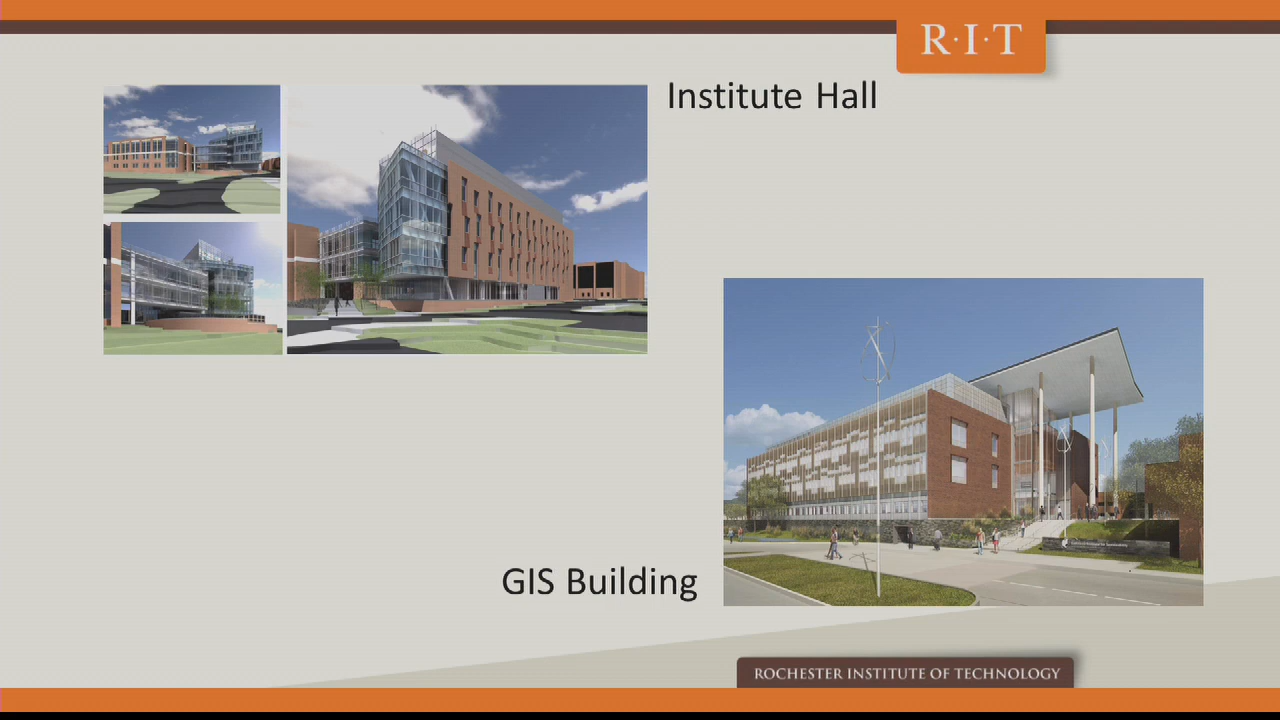 R·I·T
Institute Hall
GIS Building
ROCHESTER INSTITUTE OF TECHNOLOGY